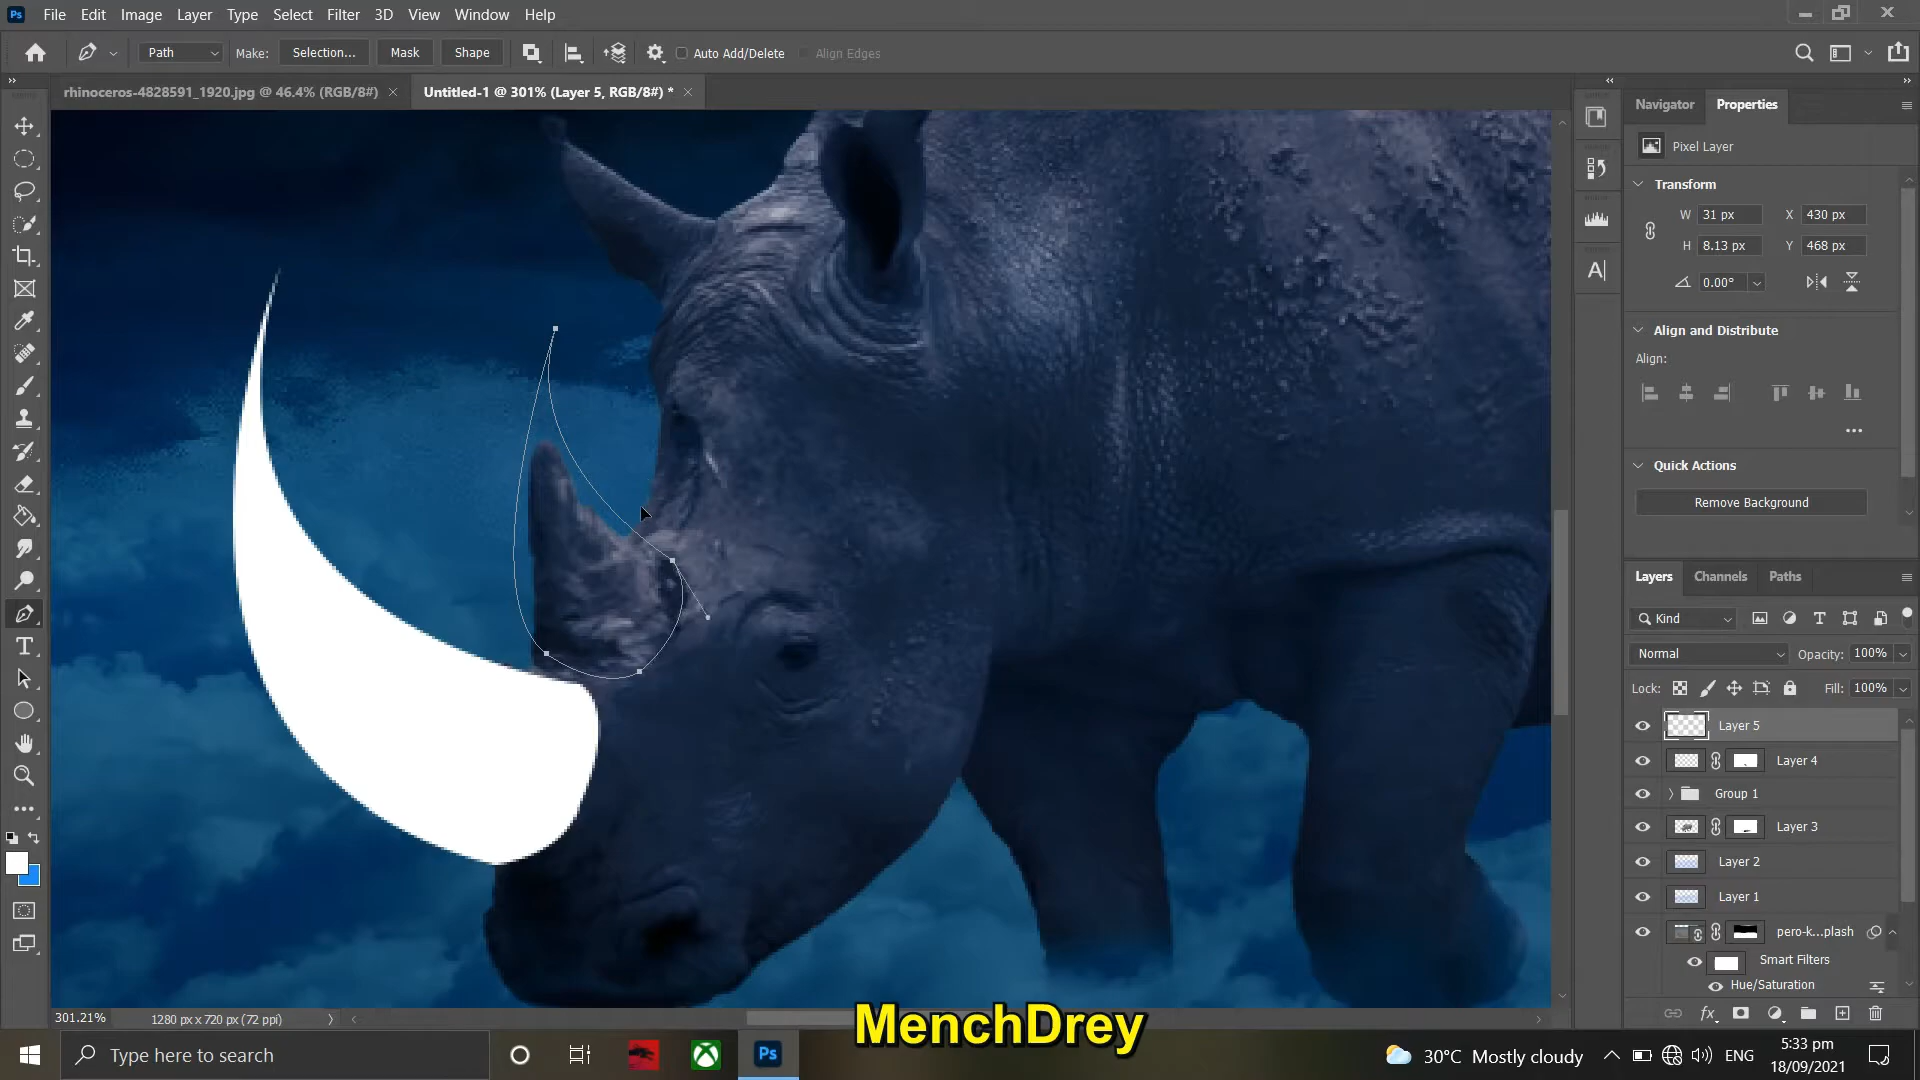 File Edit Image Layer Type Select Filter 3D View Window Help
Path Make: Selection... Mask Shape Auto Add/Delete Align Edges
rhinoceros-4828591_1920.jpg @ 46.4% (RGB/8#) Untitled-1 @ 301% (Layer 5, RGB/8#) *
Navigator Properties
Pixel Layer
Transform
W 31 px X 430 px
H 8.13 px Y 468 px
0.00°
Align and Distribute
Align:
Quick Actions
Remove Background
Layers Channels Paths
Kind
Normal Opacity: 100%
Lock: Fill: 100%
Layer 5
Layer 4
Group 1
Layer 3
Layer 2
Layer 1
pero-k...plash
Smart Filters
Hue/Saturation
301.21% 1280 px x 720 px (72 ppi)
MenchDrey
Type here to search
30°C Mostly cloudy ENG
5:33 pm
18/09/2021